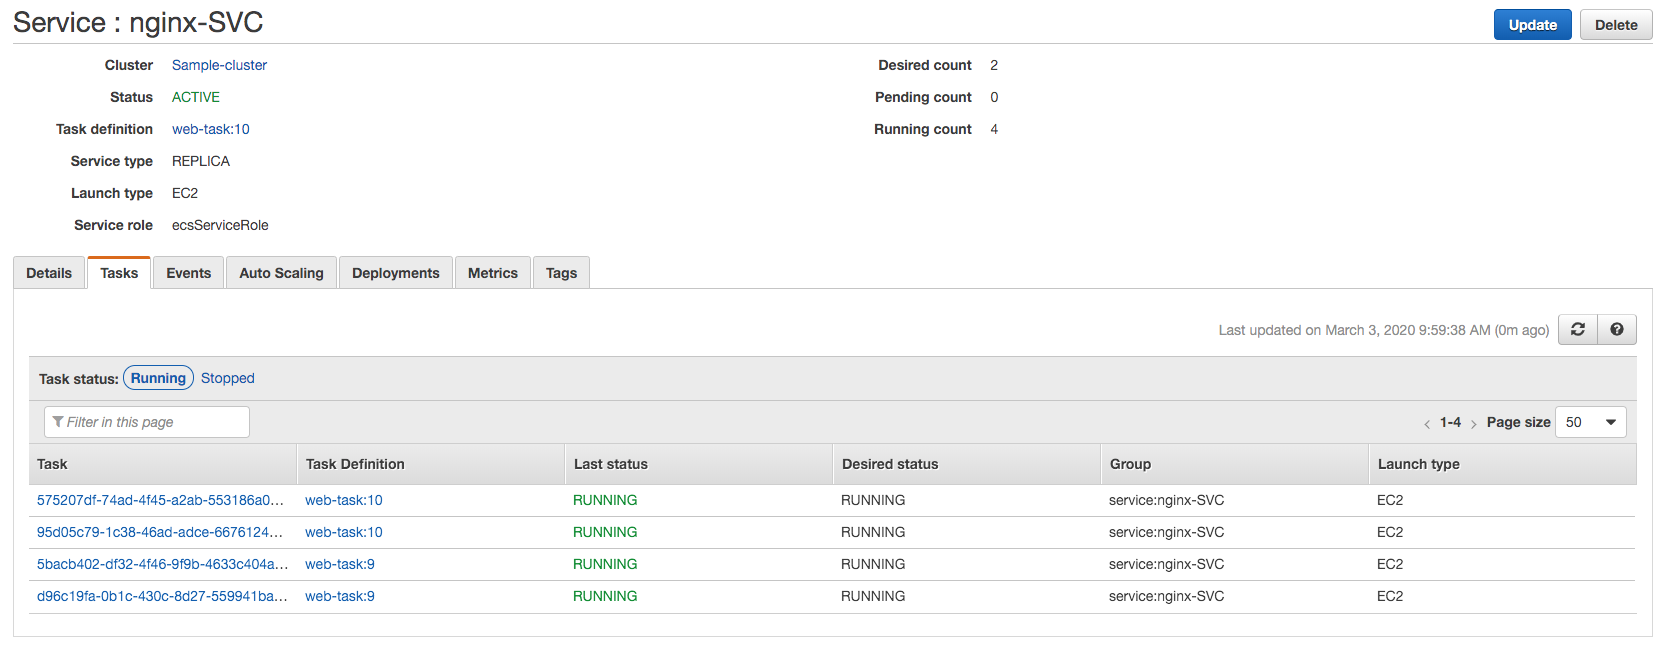 Service : nginx-SVC
Update Delete
Cluster Sample-cluster Desired count 2
Status ACTIVE Pending count 0
Task definition web-task:10 Running count 4
Service type REPLICA
Launch type EC2
Service role ecsServiceRole
Details Tasks Events Auto Scaling Deployments Metrics Tags
Last updated on March 3, 2020 9:59:38 AM (0m ago)
Task status: Running Stopped
Filter in this page 1-4 Page size 50
Task Task Definition Last status Desired status Group Launch type
575207df-74ad-4f45-a2ab-553186a0... web-task:10 RUNNING RUNNING service:nginx-SVC EC2
95d05c79-1c38-46ad-adce-6676124... web-task:10 RUNNING RUNNING service:nginx-SVC EC2
5bacb402-df32-4f46-9f9b-4633c404a... web-task:9 RUNNING RUNNING service:nginx-SVC EC2
d96c19fa-0b1c-430c-8d27-559941ba... web-task:9 RUNNING RUNNING service:nginx-SVC EC2